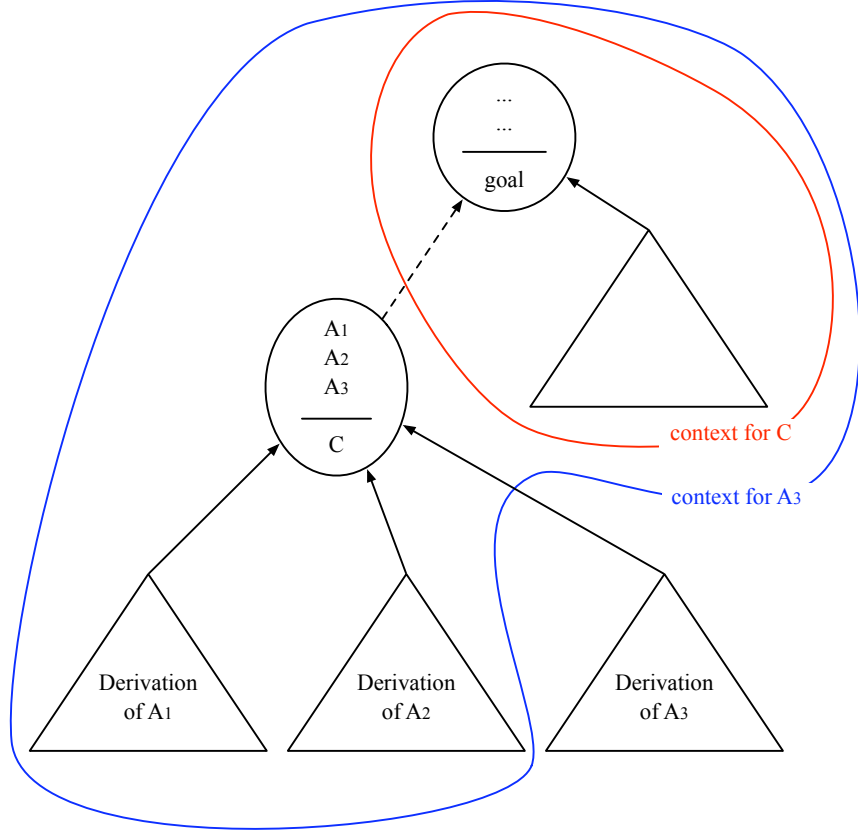 ...
...
goal
A1
A2
A3
C
context for C
context for A3
Derivation
of A1
Derivation
of A2
Derivation
of A3